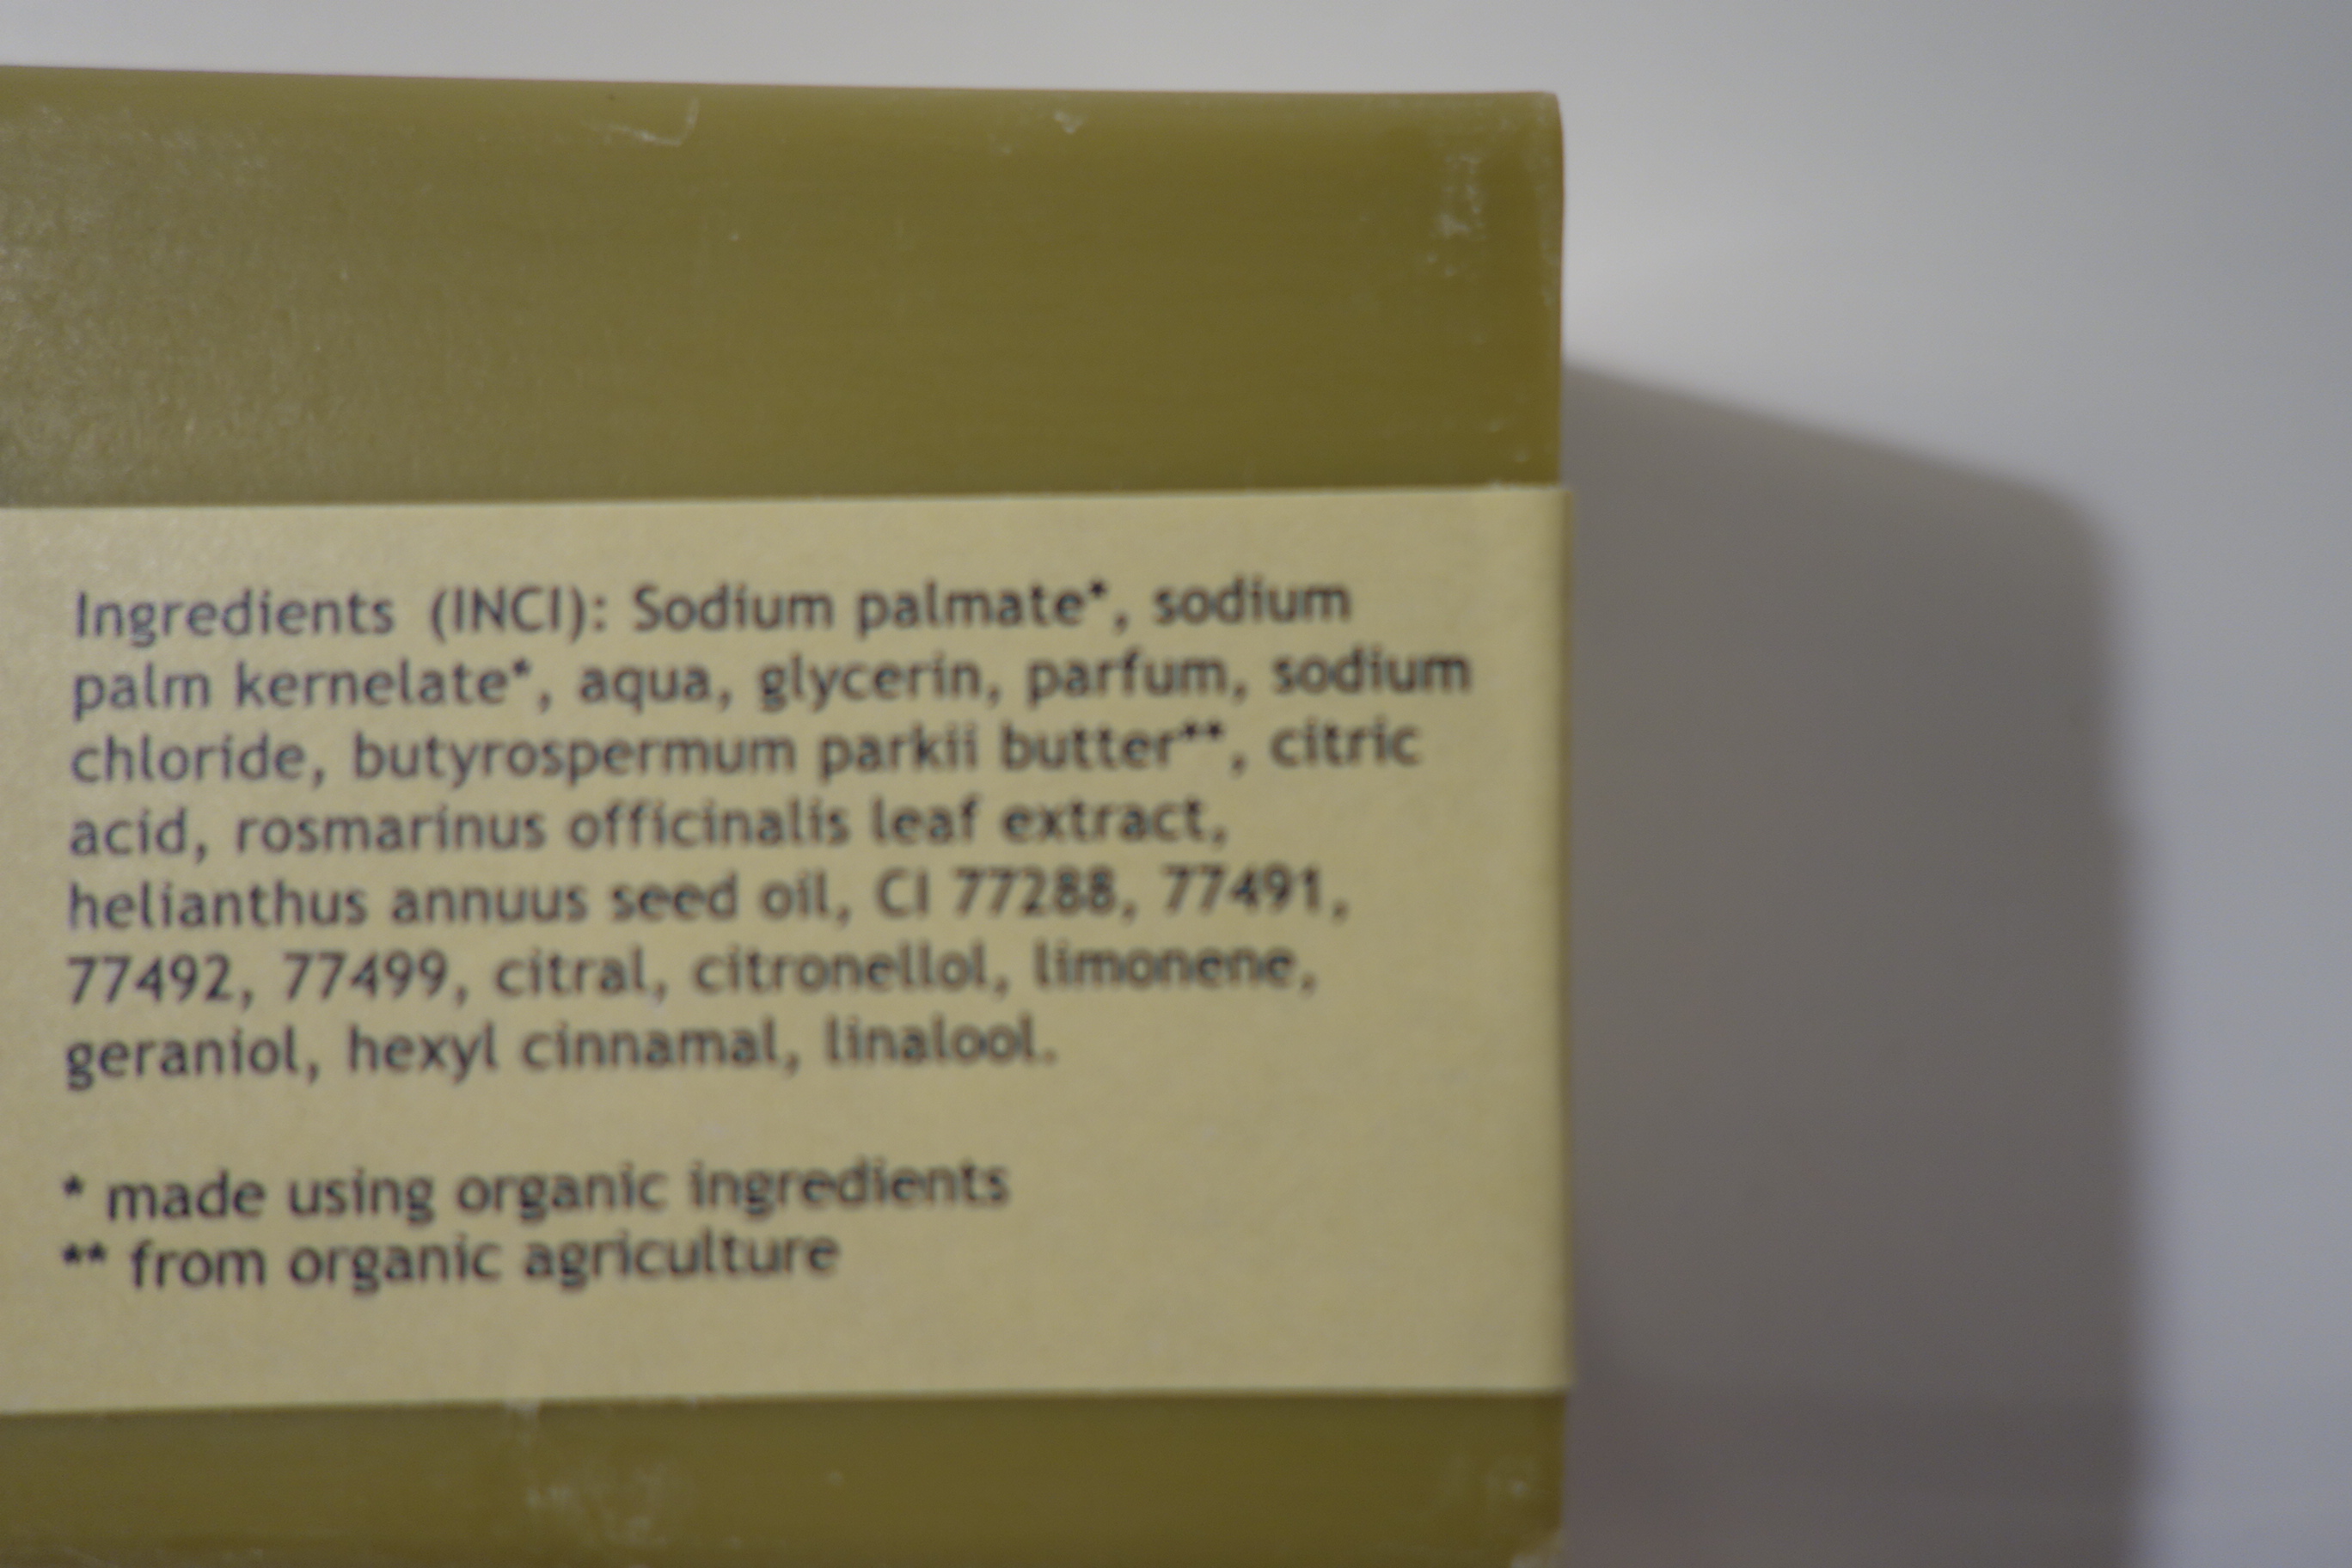 Ingredients (INCI): Sodium palmate*, sodium
palm kernelate*, aqua, glycerin, parfum, sodium
chloride, butyrospermum parkii butter**, citric
acid, rosmarinus officinalis leaf extract,
helianthus annuus seed oil, CI 77288, 77491,
77492, 77499, citral, citronellol, limonene,
geraniol, hexyl cinnamal, linalool.
* made using organic ingredients
** from organic agriculture